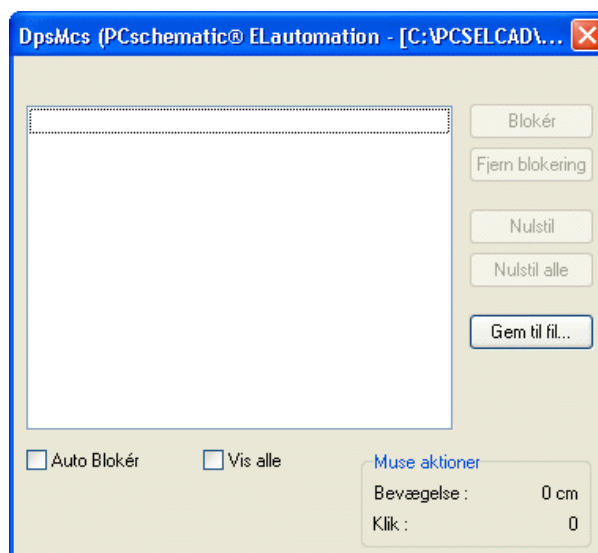 DpsMcs (PCschematic® ELautomation - [C:\PCSELCAD\...
Blokér
Fjern blokering
Nulstil
Nulstil alle
Gem til fil...
Auto Blokér
Vis alle
Muse aktioner
Bevægelse : 0 cm
Klik : 0